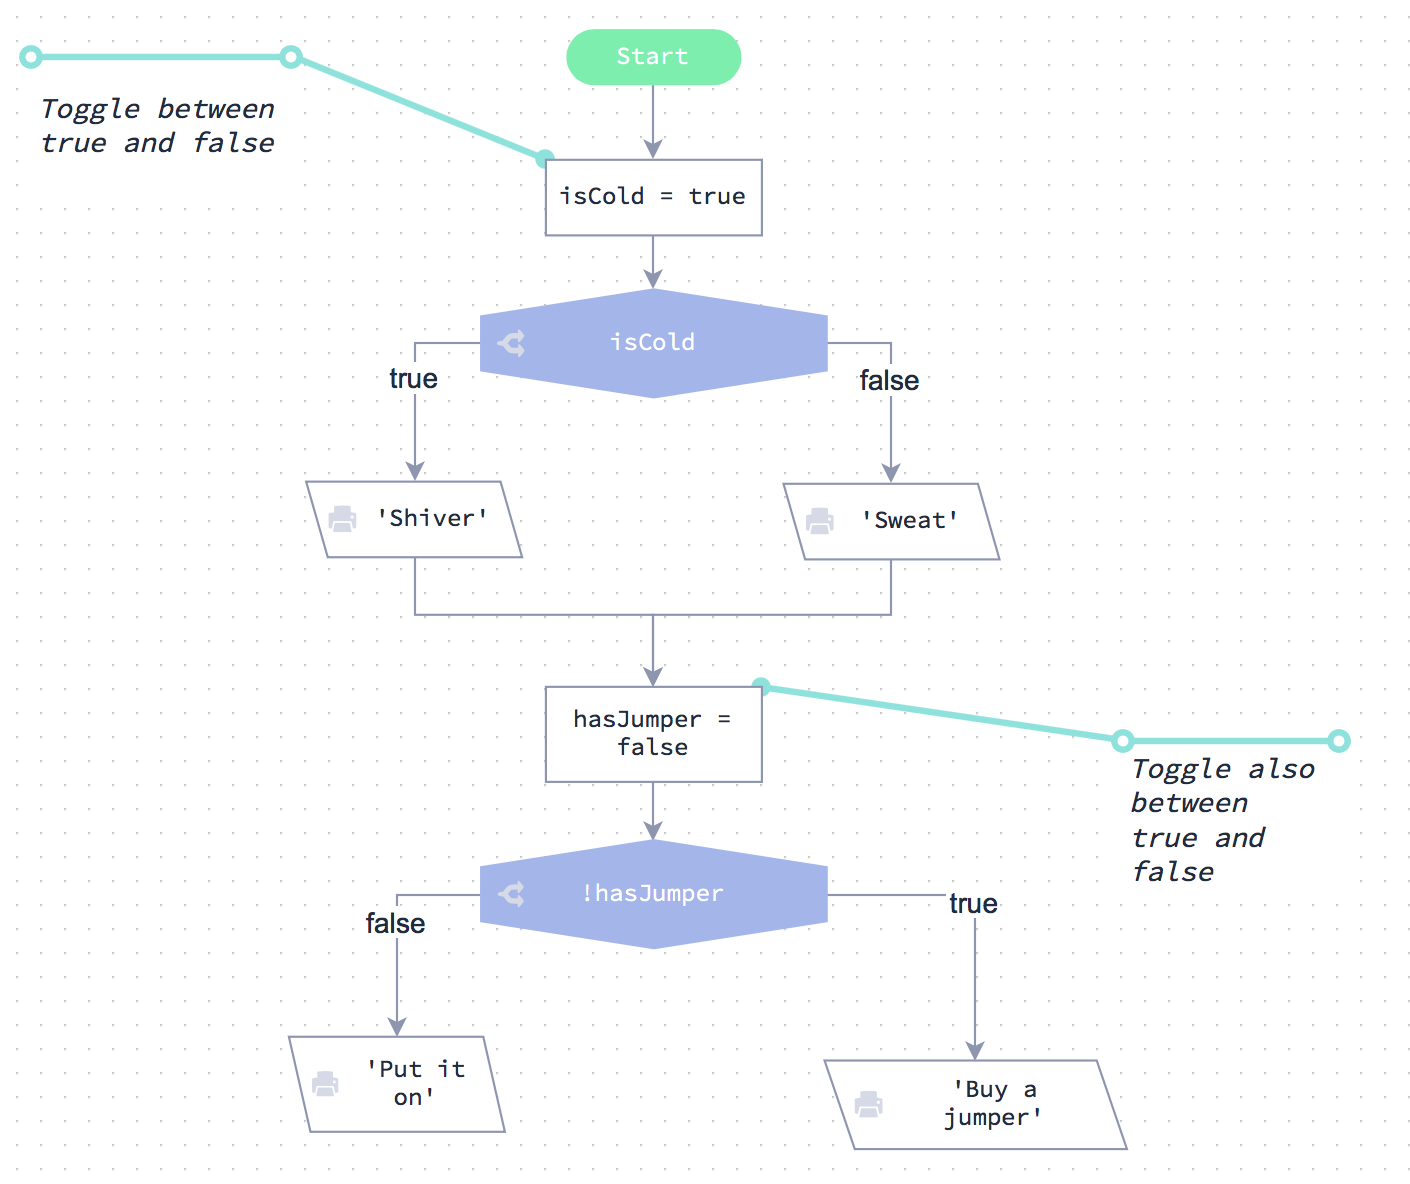 Start
Toggle between
true and false
isCold = true
isCold
true
false
'Shiver'
'Sweat'
hasJumper =
false
Toggle also
between
true and
false
!hasJumper
false
true
'Put it
on'
'Buy a
jumper'